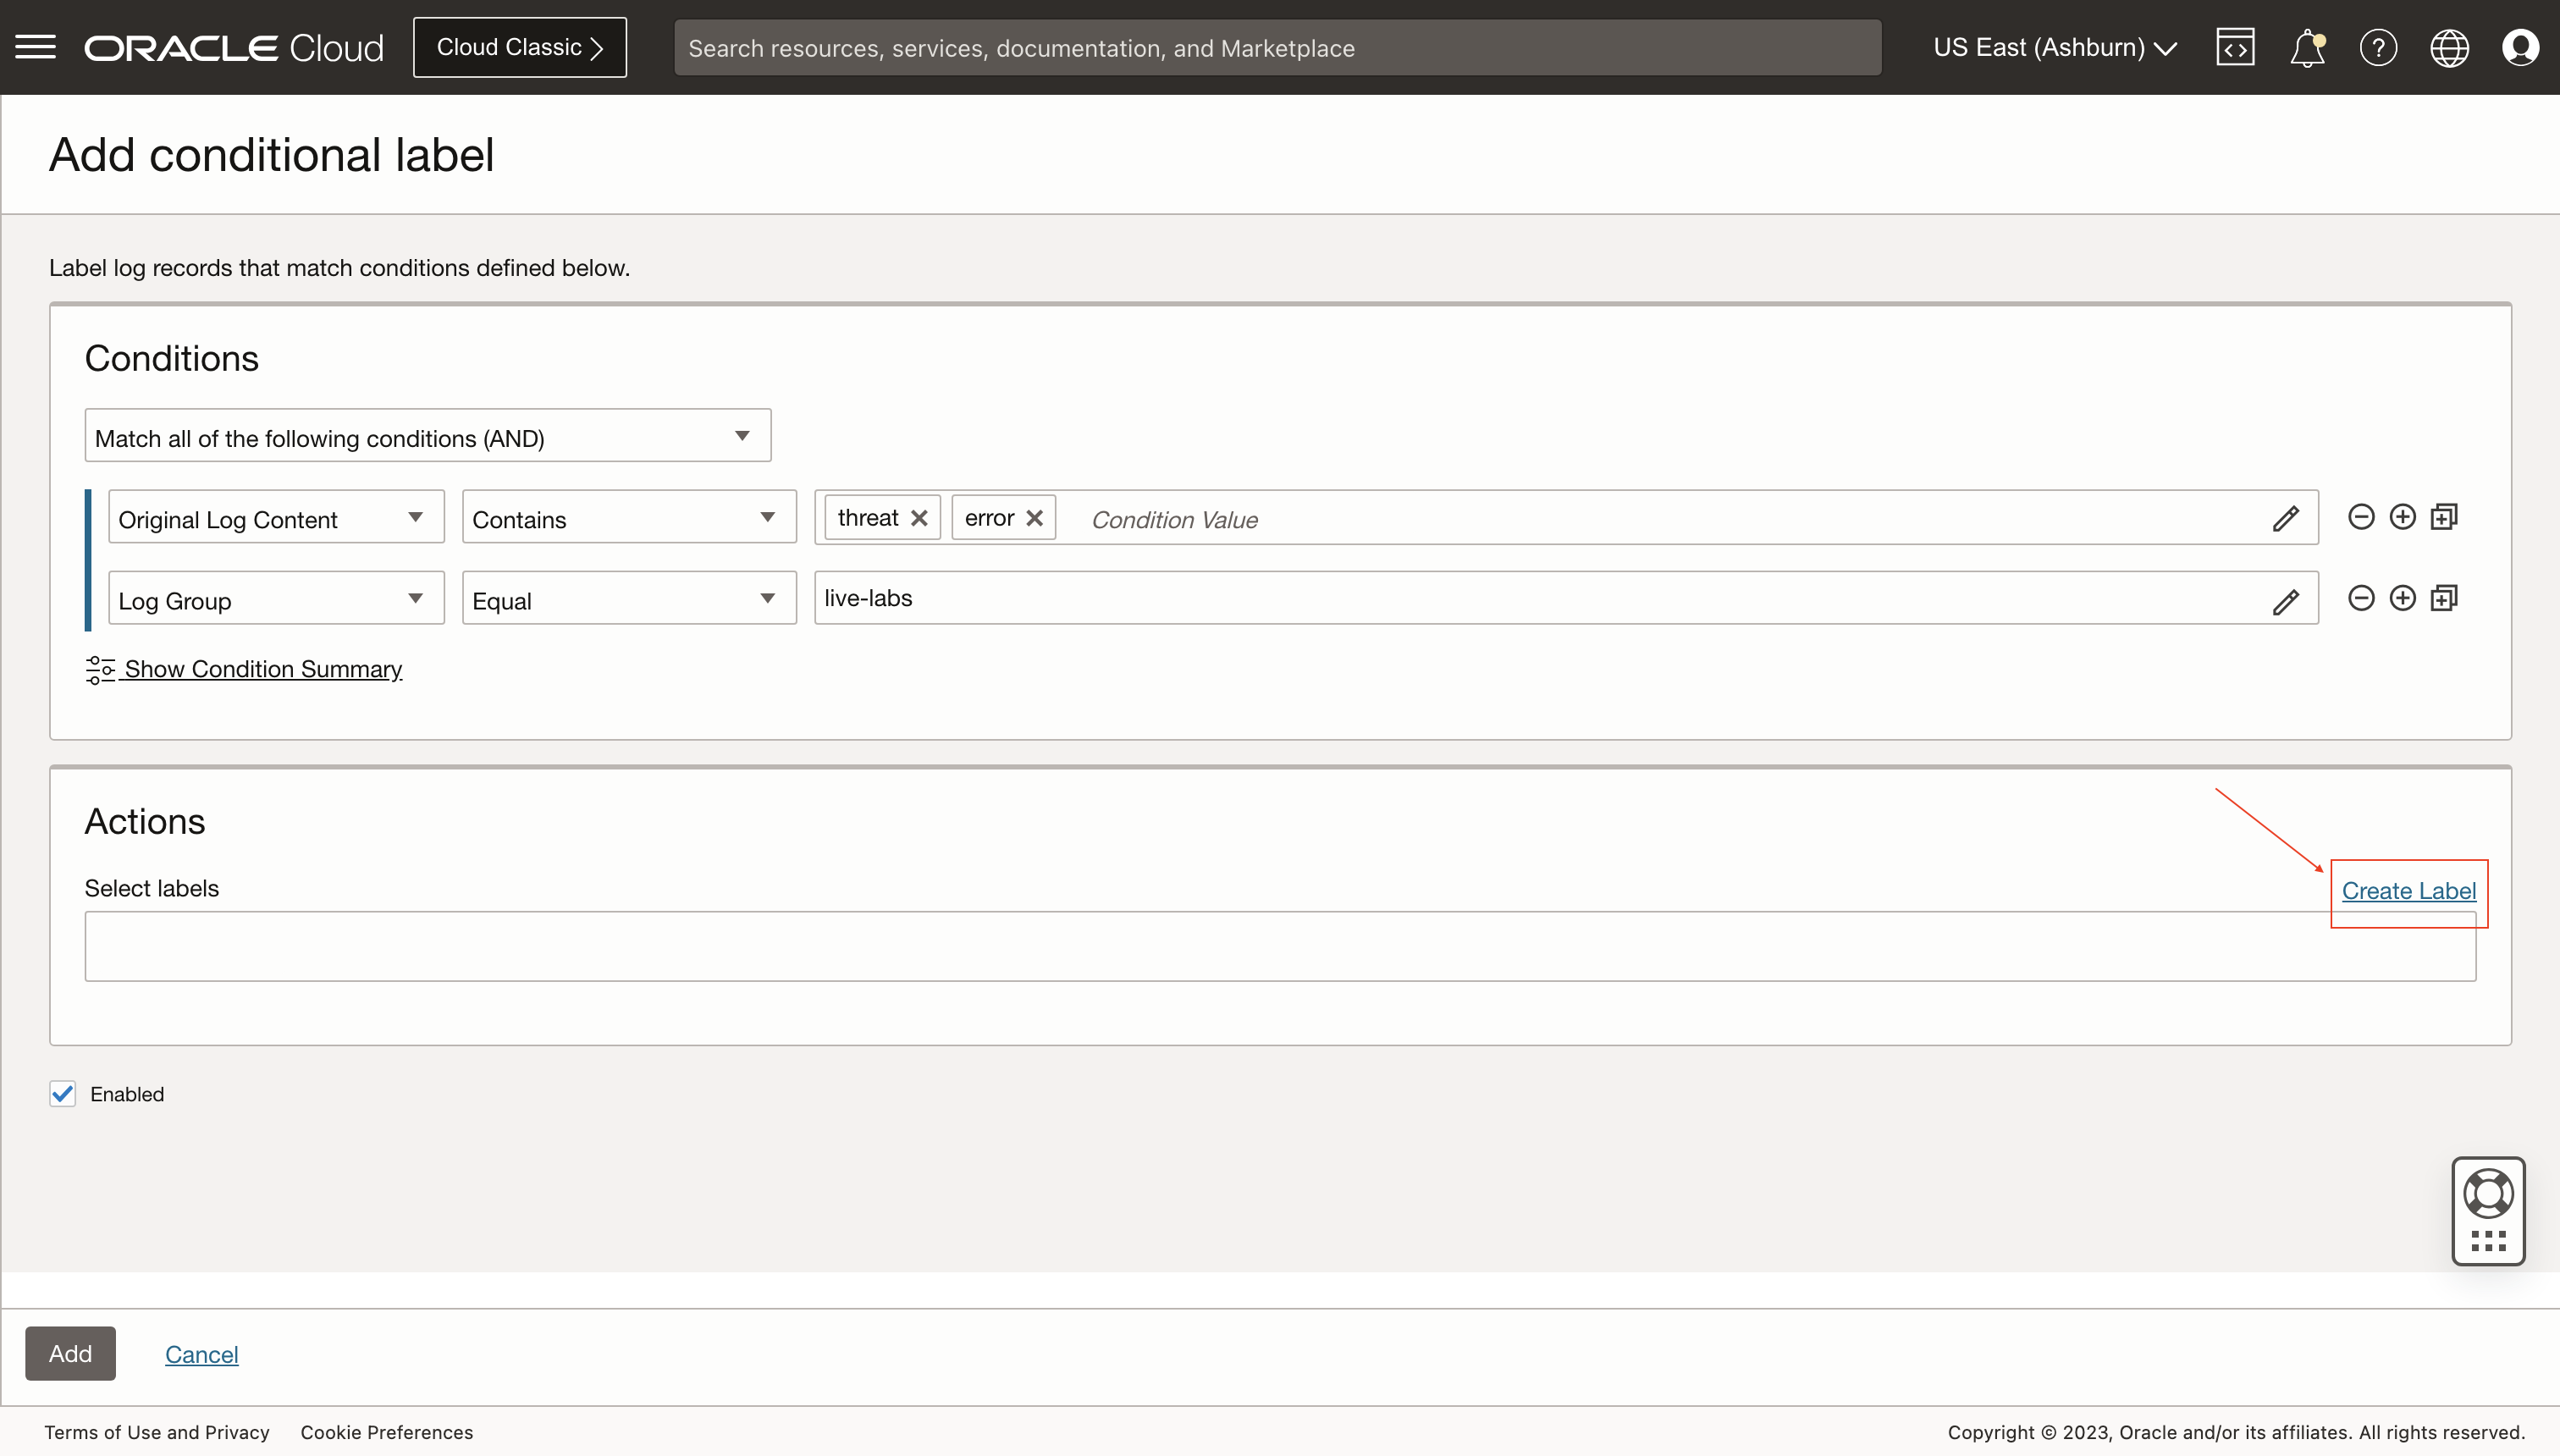 ORACLE Cloud
Cloud Classic
Search resources, services, documentation, and Marketplace
US East (Ashburn)
Add conditional label
Label log records that match conditions defined below.
Conditions
Match all of the following conditions (AND)
Original Log Content Contains threat error Condition Value
Log Group Equal live-labs
Show Condition Summary
Actions
Select labels
Create Label
Enabled
Add Cancel
Terms of Use and Privacy Cookie Preferences
Copyright © 2023, Oracle and/or its affiliates. All rights reserved.